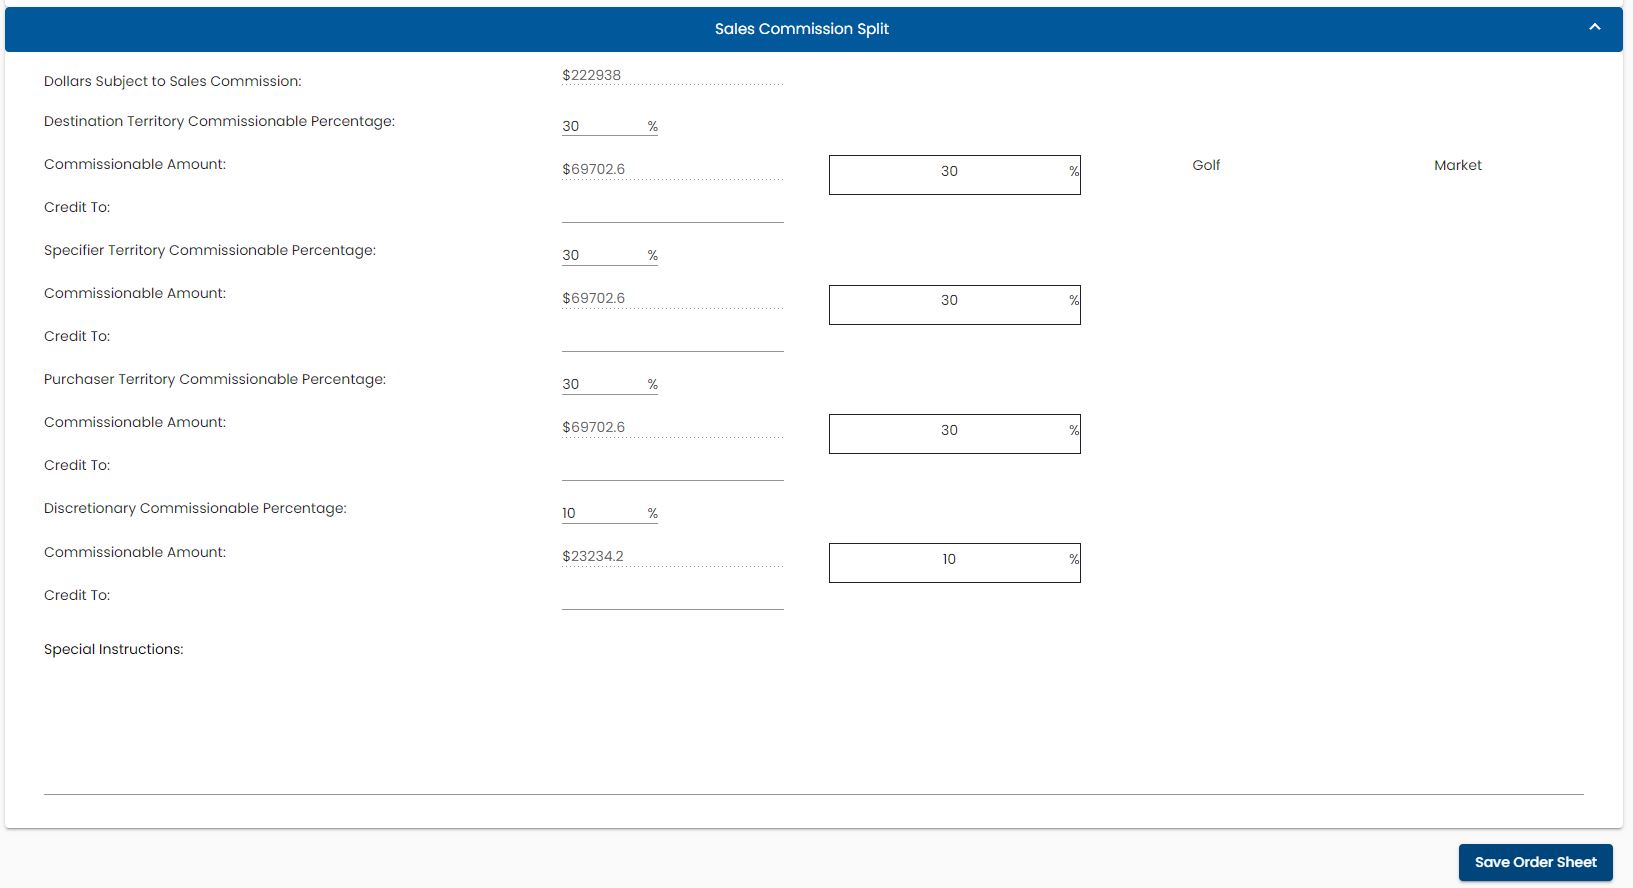 Sales Commission Split
Dollars Subject to Sales Commission: $222938
Destination Territory Commissionable Percentage: 30 %
Commissionable Amount: $69702.6 30 % Golf Market
Credit To:
Specifier Territory Commissionable Percentage: 30 %
Commissionable Amount: $69702.6 30 %
Credit To:
Purchaser Territory Commissionable Percentage: 30 %
Commissionable Amount: $69702.6 30 %
Credit To:
Discretionary Commissionable Percentage: 10 %
Commissionable Amount: $23234.2 10 %
Credit To:
Special Instructions:
Save Order Sheet